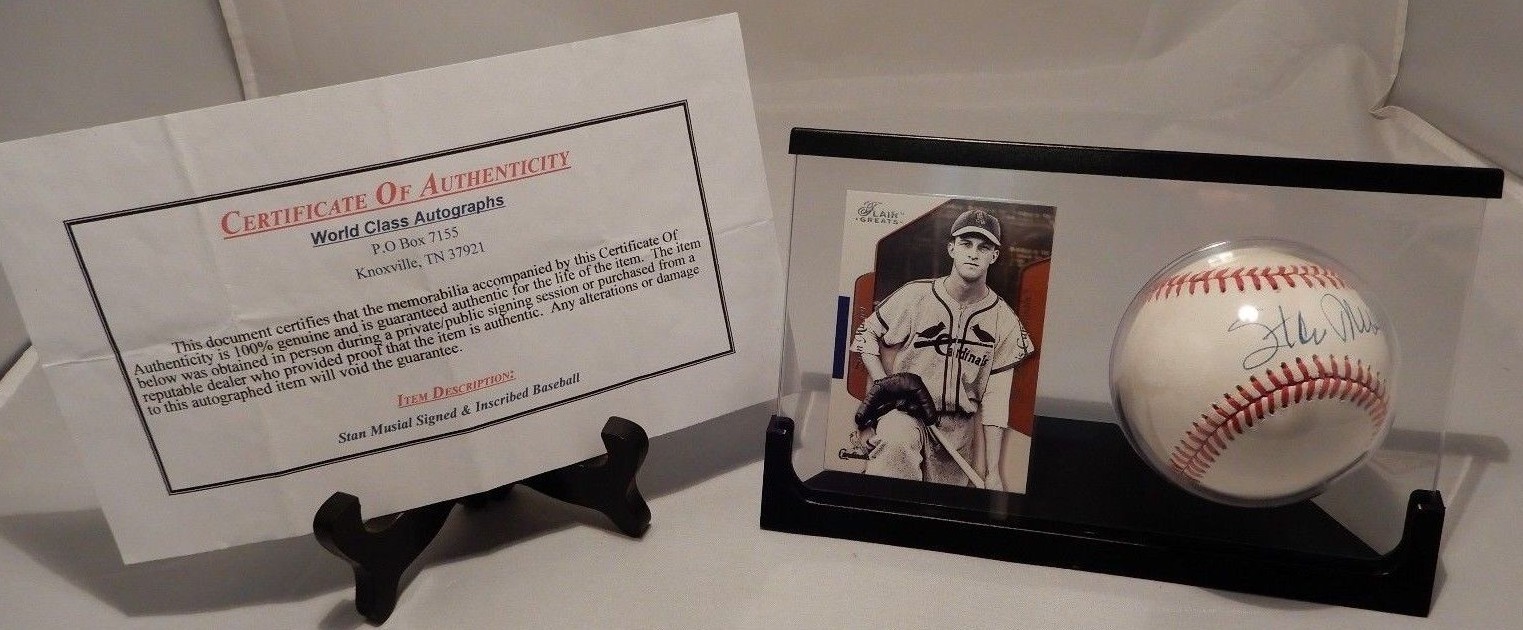 CERTIFICATE OF AUTHENTICITY
World Class Autographs
P.O Box 7155
Knoxville, TN 37921
This document certifies that the memorabilia accompanied by this Certificate Of
Authenticity is 100% genuine and is guaranteed authentic for the life of the item. The item
below was obtained in person during a private/public signing session or purchased from a
reputable dealer who provided proof that the item is authentic. Any alterations or damage
to this autographed item will void the guarantee.
ITEM DESCRIPTION:
Stan Musial Signed & Inscribed Baseball
FLAIR
GREATS
Cardinals
Cardinals
Stan Mus